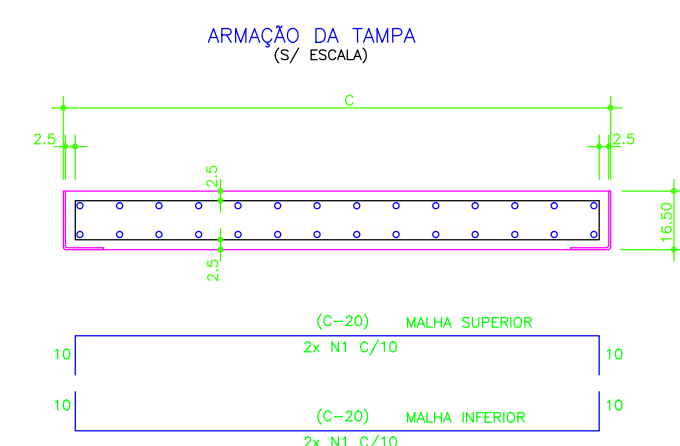 ARMAÇÃO DA TAMPA
(S/ ESCALA)
C
2.5
2.5
2.5
16.50
2.5
(C-20) MALHA SUPERIOR
2x N1 C/10
10
10
10
10
(C-20) MALHA INFERIOR
2x N1 C/10